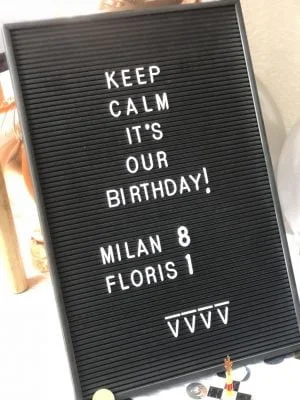 KEEP
CALM
IT'S
OUR
BIRTHDAY!
MILAN 8
FLORIS 1
VVVV